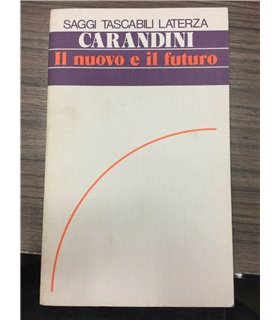 SAGGI TASCABILI LATERZA
CARANDINI
Il nuovo e il futuro